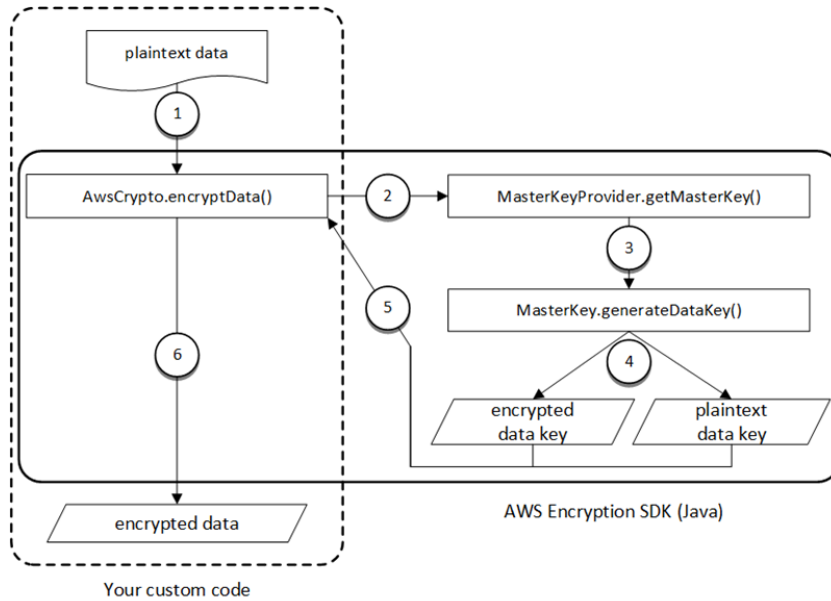 plaintext data
1
AwsCrypto.encryptData()
2
MasterKeyProvider.getMasterKey()
3
MasterKey.generateDataKey()
4
5
6
encrypted
data key
plaintext
data key
encrypted data
AWS Encryption SDK (Java)
Your custom code